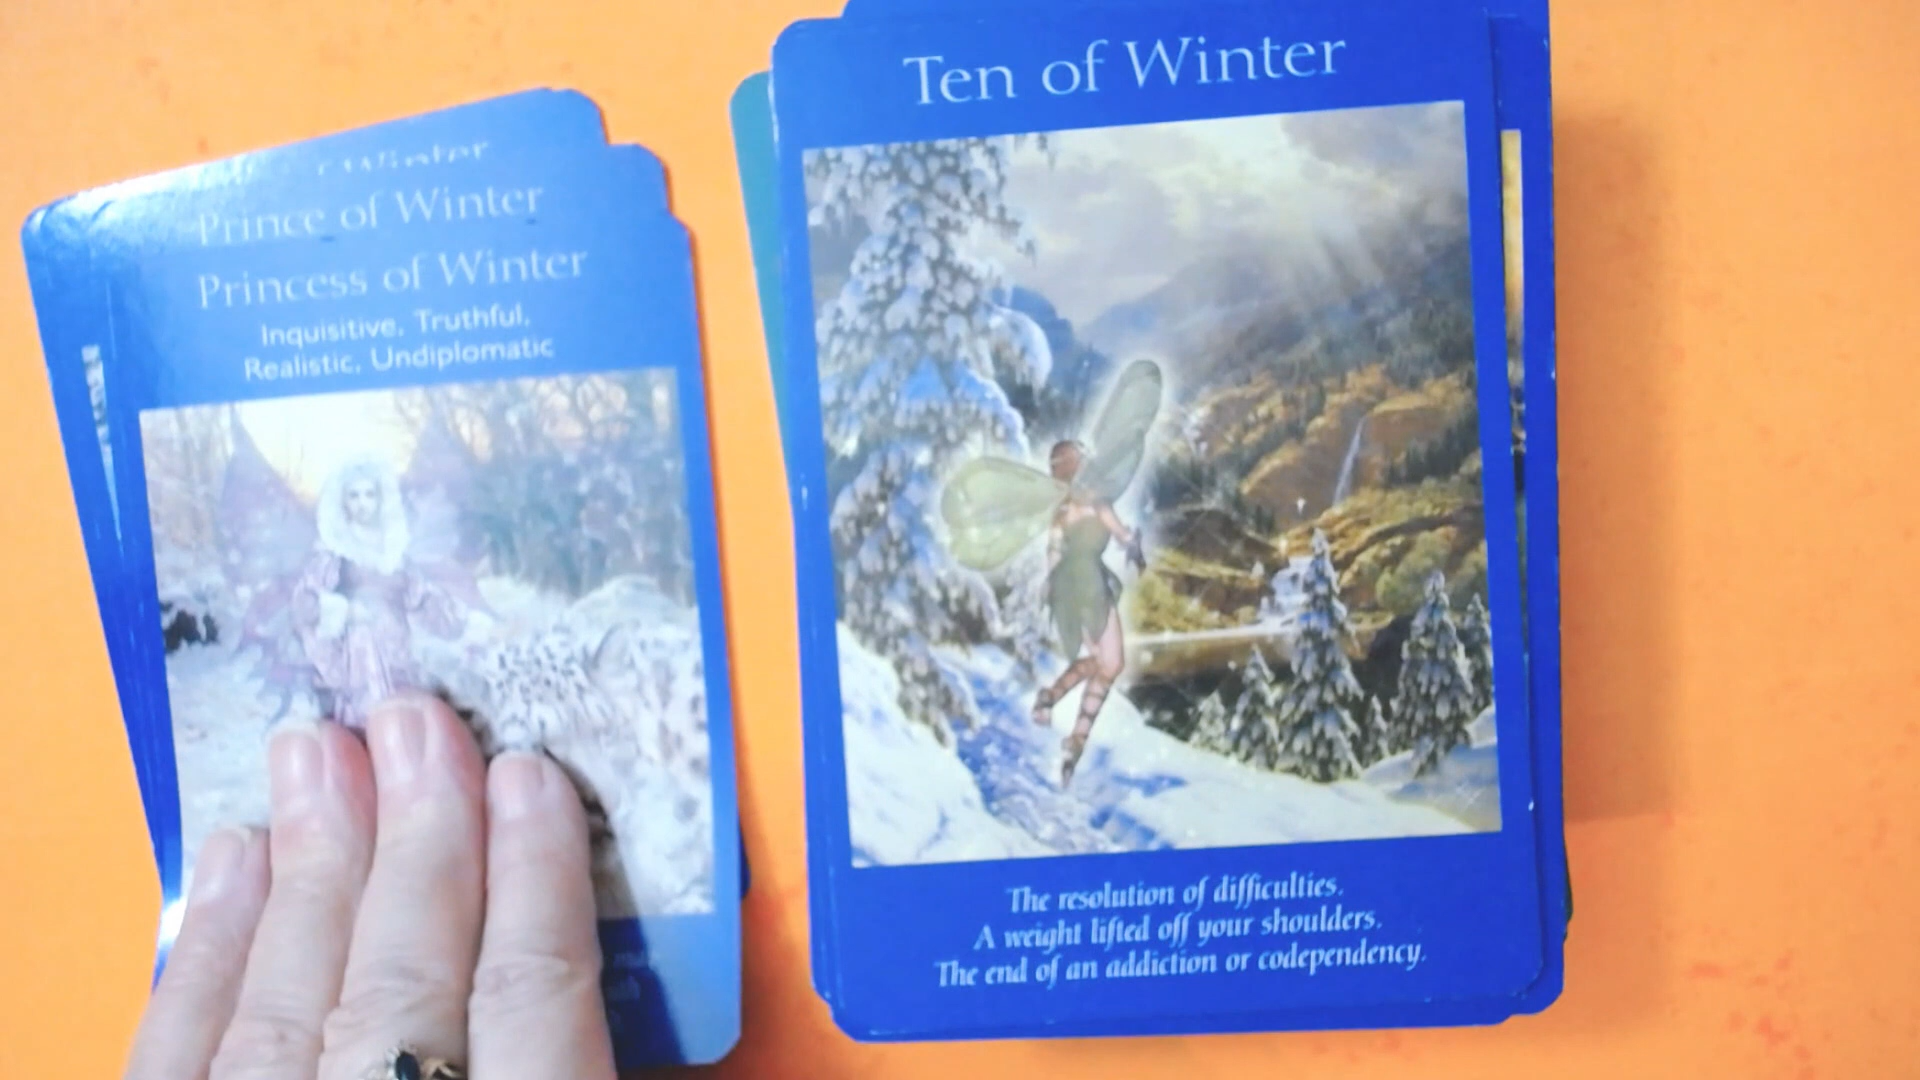 Winter
Prince of Winter
Princess of Winter
Inquisitive, Truthful,
Realistic, Undiplomatic
Ten of Winter
The resolution of difficulties.
A weight lifted off your shoulders.
The end of an addiction or codependency.